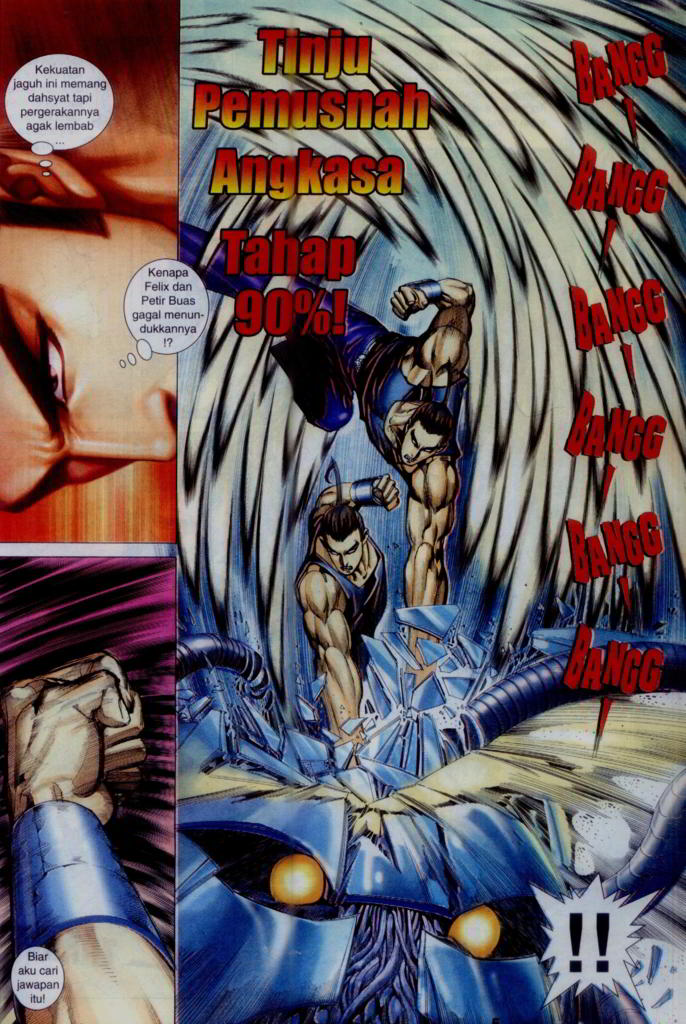 Kekuatan
jaguh ini memang
dahsyat tapi
pergerakannya
agak lembab
...
Kenapa
Felix dan
Petir Buas
gagal menun-
dukkannya
!?
Biar
aku cari
jawapan
itu!
Tinju
Pemusnah
Angkasa
Tahap
90%!
BANGG
!
BANGG
!
BANGG
!
BANGG
!
BANGG
!
BANGG
!
!!